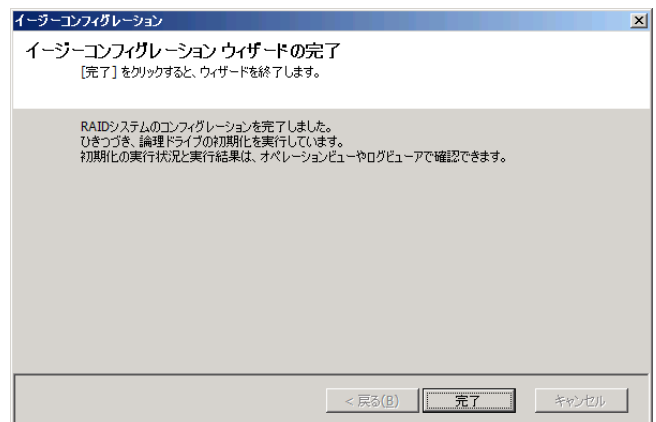 イージーコンフィグレーション
イージーコンフィグレーション ウィザードの完了
[完了] をクリックすると、ウィザードを終了します。
RAIDシステムのコンフィグレーションを完了しました。
ひきつづき、論理ドライブの初期化を実行しています。
初期化の実行状況と実行結果は、オペレーションビューやログビューアで確認できます。
< 戻る(B) 完了 キャンセル